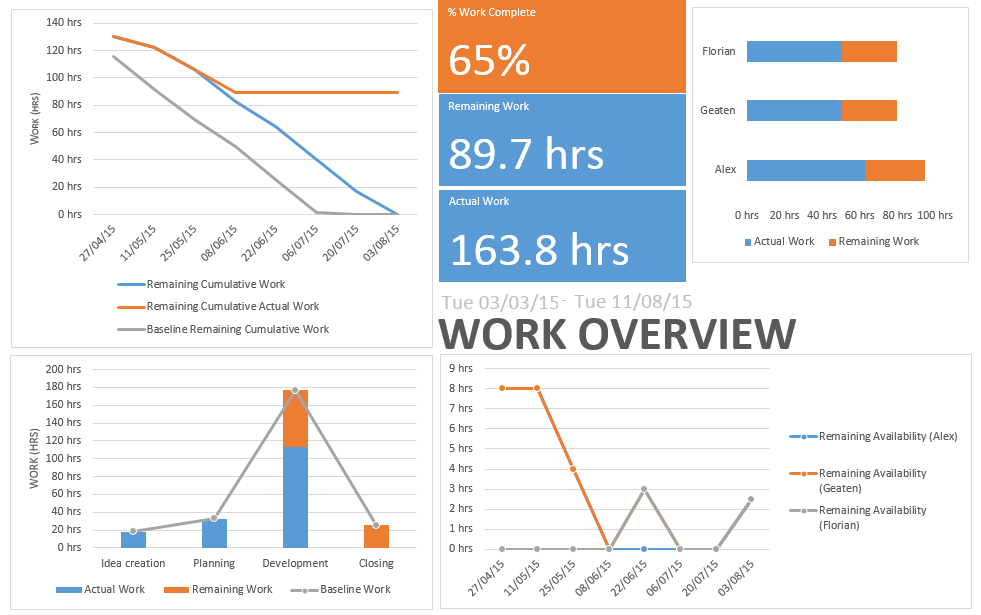 140 hrs
120 hrs
100 hrs
80 hrs
60 hrs
40 hrs
20 hrs
0 hrs
WORK (HRS)
27/04/15
11/05/15
25/05/15
08/06/15
22/06/15
06/07/15
20/07/15
03/08/15
Remaining Cumulative Work
Remaining Cumulative Actual Work
Baseline Remaining Cumulative Work
% Work Complete
65%
Remaining Work
89.7 hrs
Actual Work
163.8 hrs
Florian
Geaten
Alex
0 hrs 20 hrs 40 hrs 60 hrs 80 hrs 100 hrs
Actual Work Remaining Work
Tue 03/03/15 - Tue 11/08/15
WORK OVERVIEW
200 hrs
180 hrs
160 hrs
140 hrs
120 hrs
100 hrs
80 hrs
60 hrs
40 hrs
20 hrs
0 hrs
WORK (HRS)
Idea creation Planning Development Closing
Actual Work Remaining Work Baseline Work
9 hrs
8 hrs
7 hrs
6 hrs
5 hrs
4 hrs
3 hrs
2 hrs
1 hrs
0 hrs
27/04/15
11/05/15
25/05/15
08/06/15
22/06/15
06/07/15
20/07/15
03/08/15
Remaining Availability (Alex)
Remaining Availability
(Geaten)
Remaining Availability
(Florian)